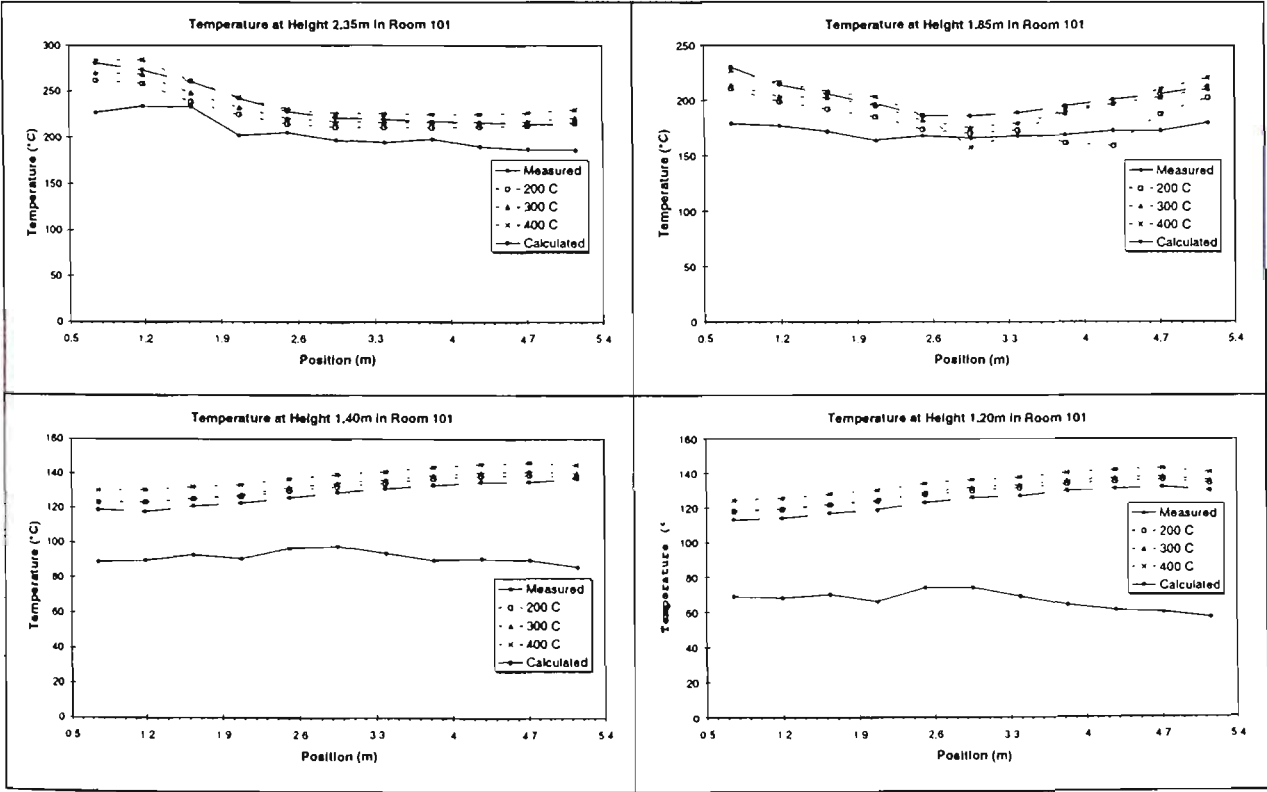 Temperature at Height 2.35m in Room 101
Temperature (°C)
300
250
200
150
100
50
0
0.5 1.2 1.9 2.6 3.3 4 4.7 5.4
Position (m)
Measured
200 C
300 C
400 C
Calculated
Temperature at Height 1.85m in Room 101
Temperature (°C)
250
200
150
100
50
0
0.5 1.2 1.9 2.6 3.3 4 4.7 5.4
Position (m)
Measured
200 C
300 C
400 C
Calculated
Temperature at Height 1.40m in Room 101
Temperature (°C)
160
140
120
100
80
60
40
20
0
0.5 1.2 1.9 2.6 3.3 4 4.7 5.4
Position (m)
Measured
200 C
300 C
400 C
Calculated
Temperature at Height 1.20m in Room 101
Temperature (°
160
140
120
100
80
60
40
20
0
0.5 1.2 1.9 2.6 3.3 4 4.7 5.4
Position (m)
Measured
200 C
300 C
400 C
Calculated